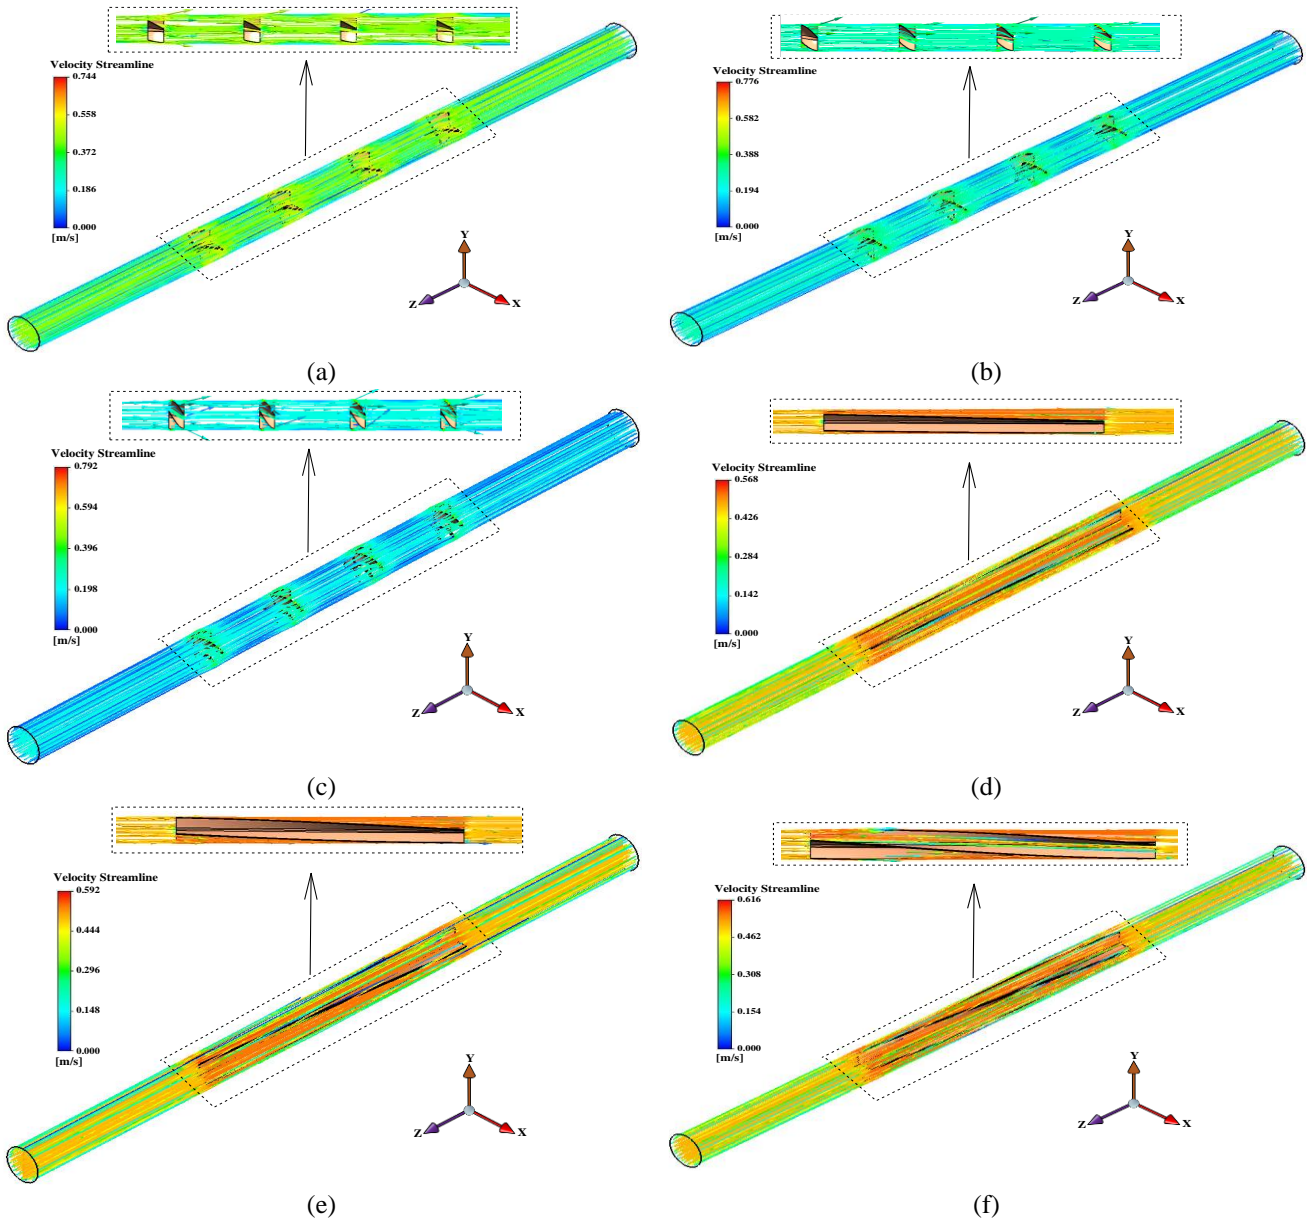 Velocity Streamline
0.744
0.558
0.372
0.186
0.000
[m/s]
Y
Z
X
(a)
Velocity Streamline
0.776
0.582
0.388
0.194
0.000
[m/s]
Y
Z
X
(b)
Velocity Streamline
0.792
0.594
0.396
0.198
0.000
[m/s]
Y
Z
X
(c)
Velocity Streamline
0.568
0.426
0.284
0.142
0.000
[m/s]
Y
Z
X
(d)
Velocity Streamline
0.592
0.444
0.296
0.148
0.000
[m/s]
Y
Z
X
(e)
Velocity Streamline
0.616
0.462
0.308
0.154
0.000
[m/s]
Y
Z
X
(f)